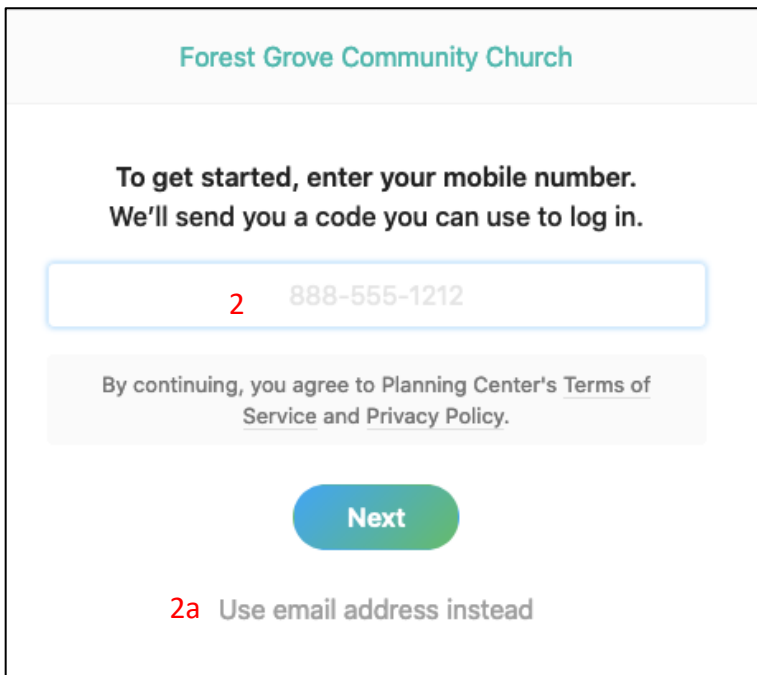 Forest Grove Community Church
To get started, enter your mobile number.
We'll send you a code you can use to log in.
2 888-555-1212
By continuing, you agree to Planning Center's Terms of
Service and Privacy Policy.
Next
2a Use email address instead